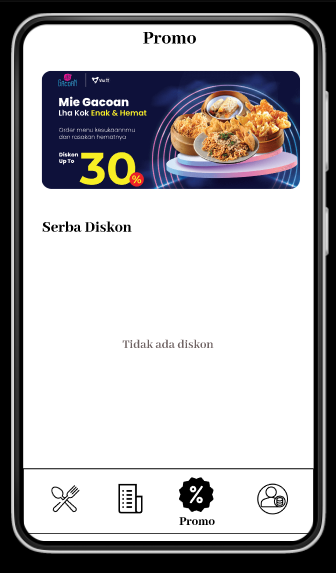 Promo
GACOAN
Mie Gacoan
Lha Kok Enak & Hemat
Order menu kesukaanmu
dan rasakan hematnya
Diskon
Up To
30%
Serba Diskon
Tidak ada diskon
Promo